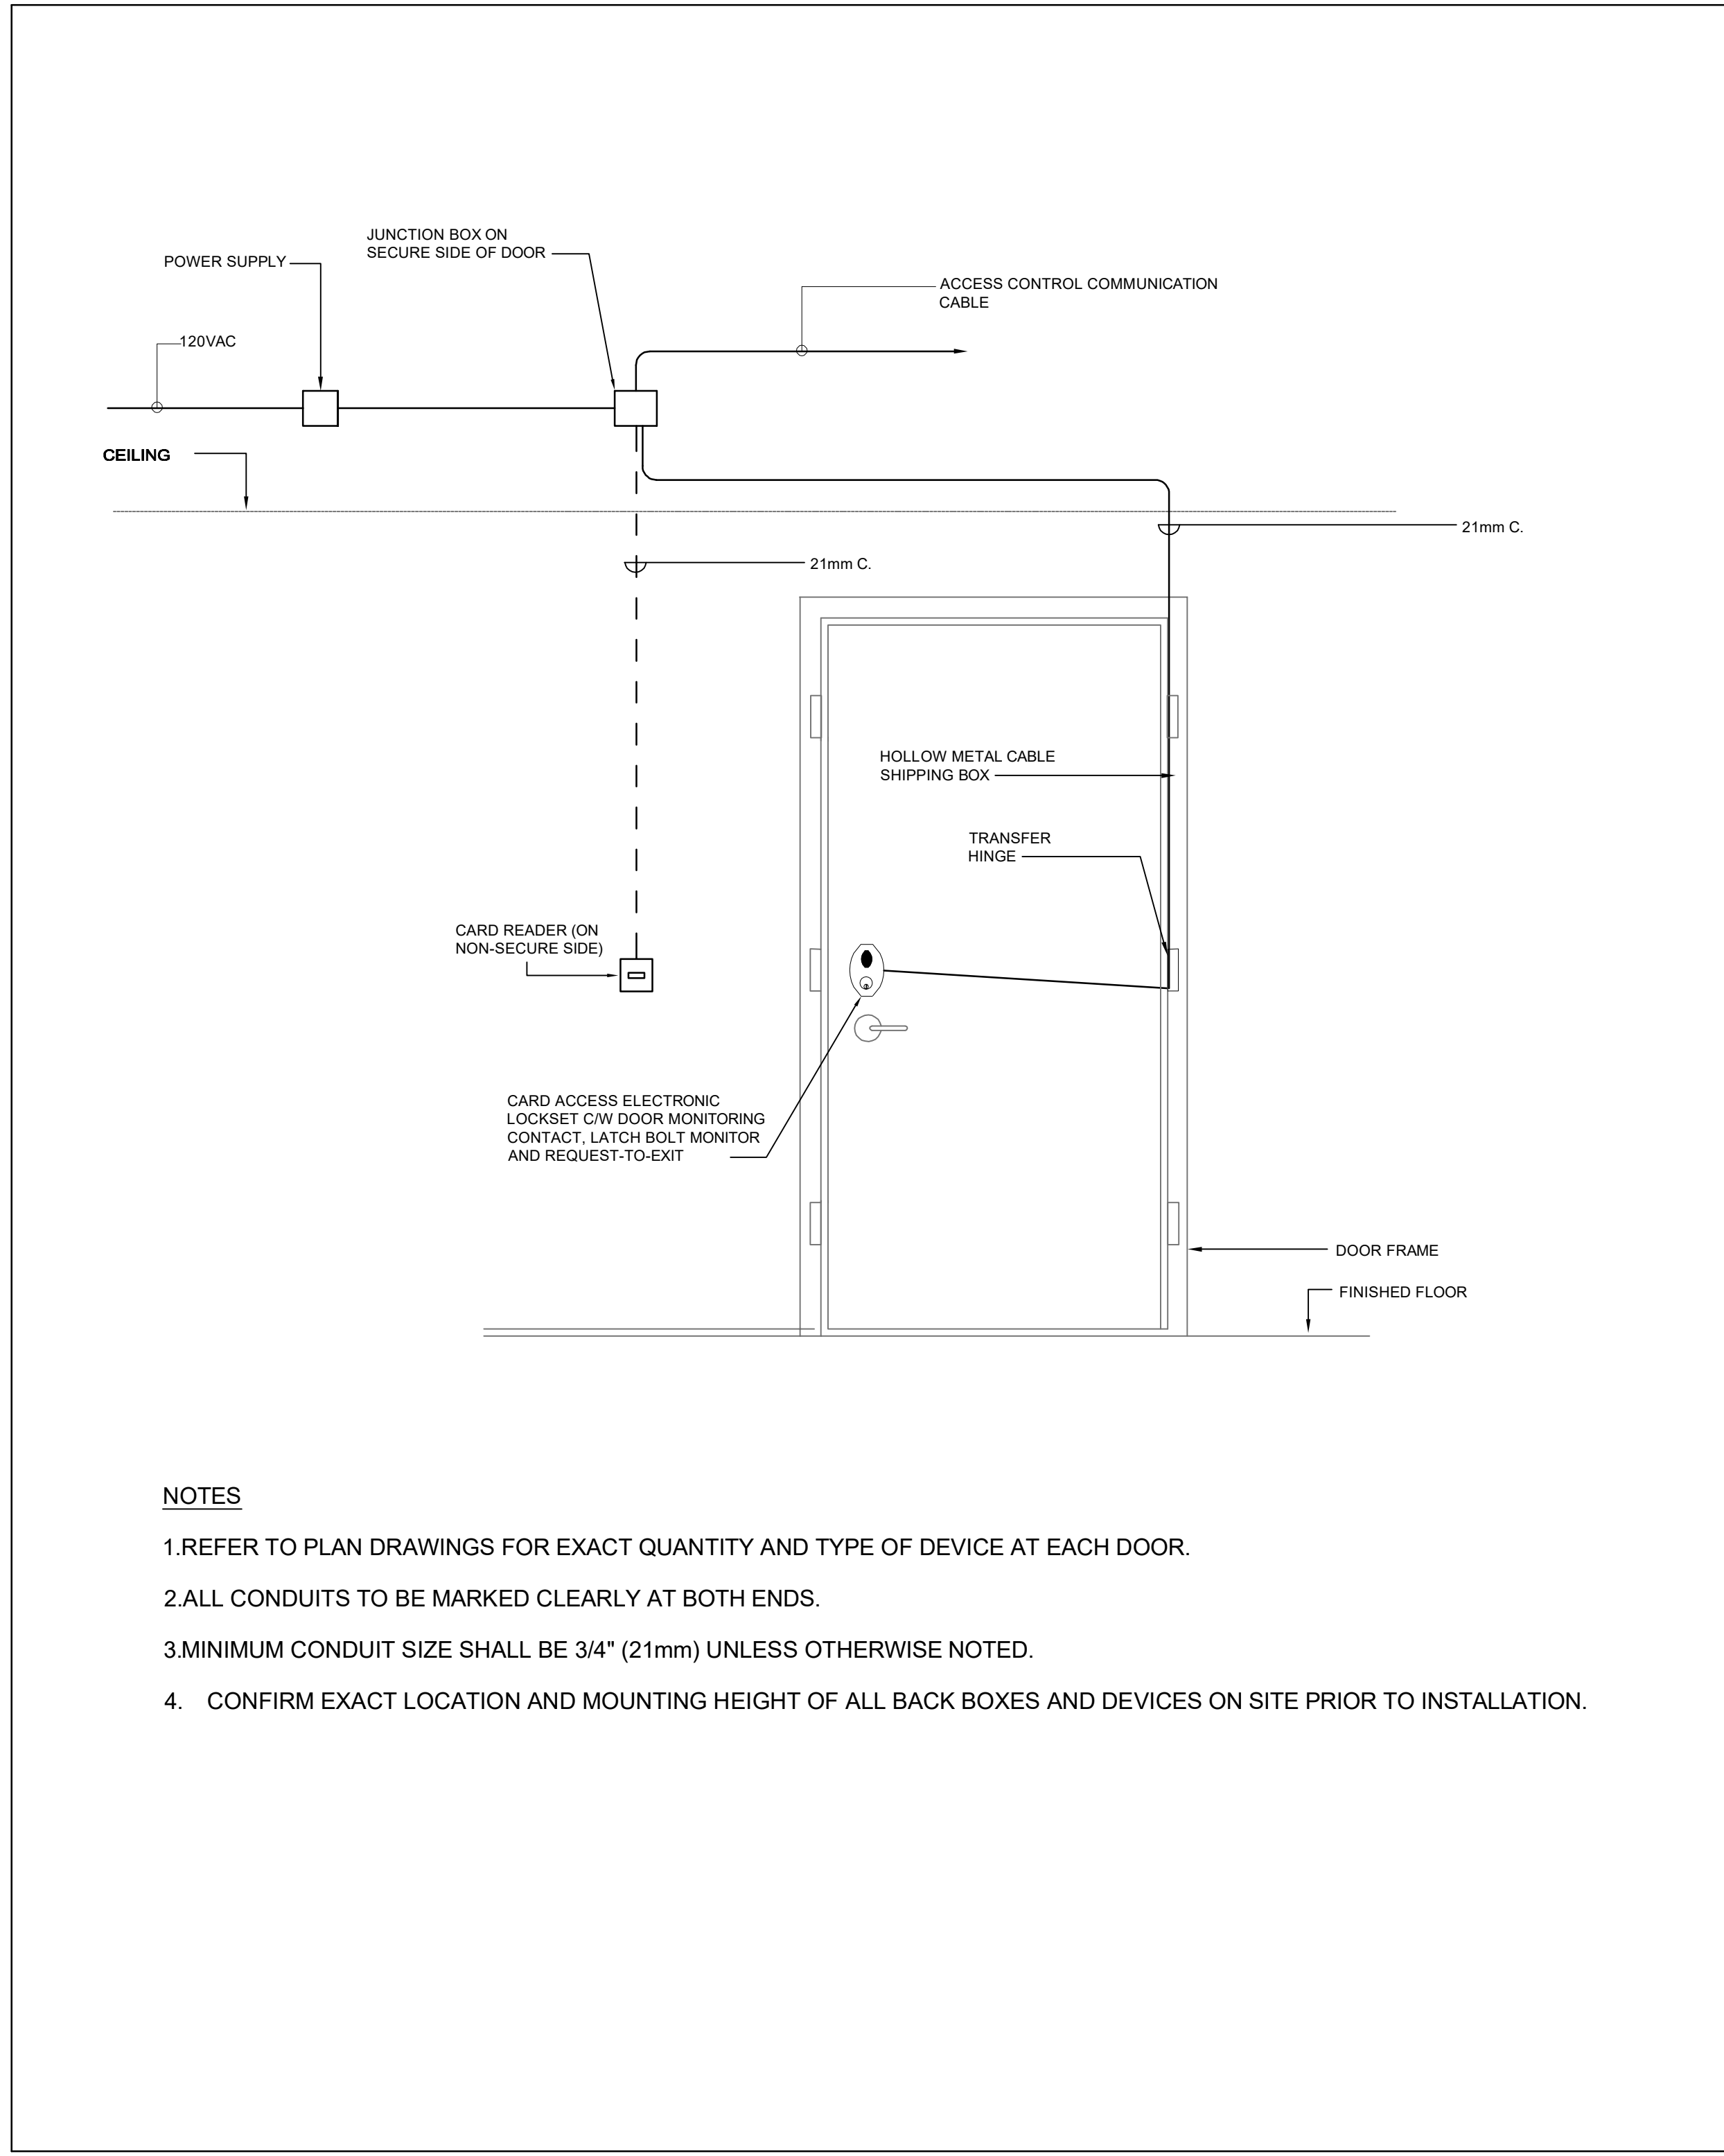 JUNCTION BOX ON
SECURE SIDE OF DOOR
POWER SUPPLY
ACCESS CONTROL COMMUNICATION
CABLE
120VAC
CEILING
21mm C.
21mm C.
HOLLOW METAL CABLE
SHIPPING BOX
TRANSFER
HINGE
CARD READER (ON
NON-SECURE SIDE)
CARD ACCESS ELECTRONIC
LOCKSET C/W DOOR MONITORING
CONTACT, LATCH BOLT MONITOR
AND REQUEST-TO-EXIT
DOOR FRAME
FINISHED FLOOR
NOTES
1.REFER TO PLAN DRAWINGS FOR EXACT QUANTITY AND TYPE OF DEVICE AT EACH DOOR.
2.ALL CONDUITS TO BE MARKED CLEARLY AT BOTH ENDS.
3.MINIMUM CONDUIT SIZE SHALL BE 3/4" (21mm) UNLESS OTHERWISE NOTED.
4. CONFIRM EXACT LOCATION AND MOUNTING HEIGHT OF ALL BACK BOXES AND DEVICES ON SITE PRIOR TO INSTALLATION.